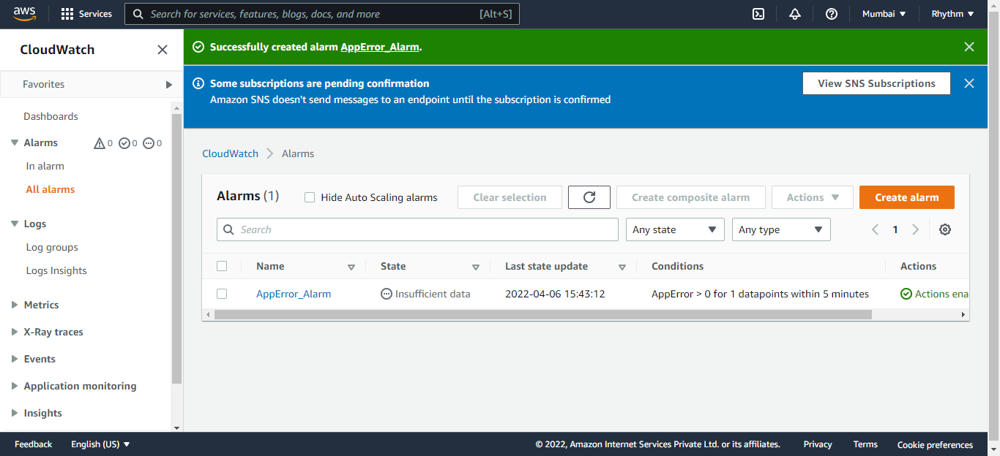 aws
Services
Search for services, features, blogs, docs, and more [Alt+S]
Mumbai
Rhythm
CloudWatch
Favorites
Dashboards
Alarms 0 0 0
In alarm
All alarms
Logs
Log groups
Logs Insights
Metrics
X-Ray traces
Events
Application monitoring
Insights
Successfully created alarm AppError_Alarm.
Some subscriptions are pending confirmation
Amazon SNS doesn't send messages to an endpoint until the subscription is confirmed
View SNS Subscriptions
CloudWatch Alarms
Alarms (1)
Hide Auto Scaling alarms
Clear selection
Create composite alarm
Actions
Create alarm
Search
Any state
Any type
1
Name State Last state update Conditions Actions
AppError_Alarm Insufficient data 2022-04-06 15:43:12 AppError > 0 for 1 datapoints within 5 minutes Actions ena
Feedback English (US) © 2022, Amazon Internet Services Private Ltd. or its affiliates. Privacy Terms Cookie preferences